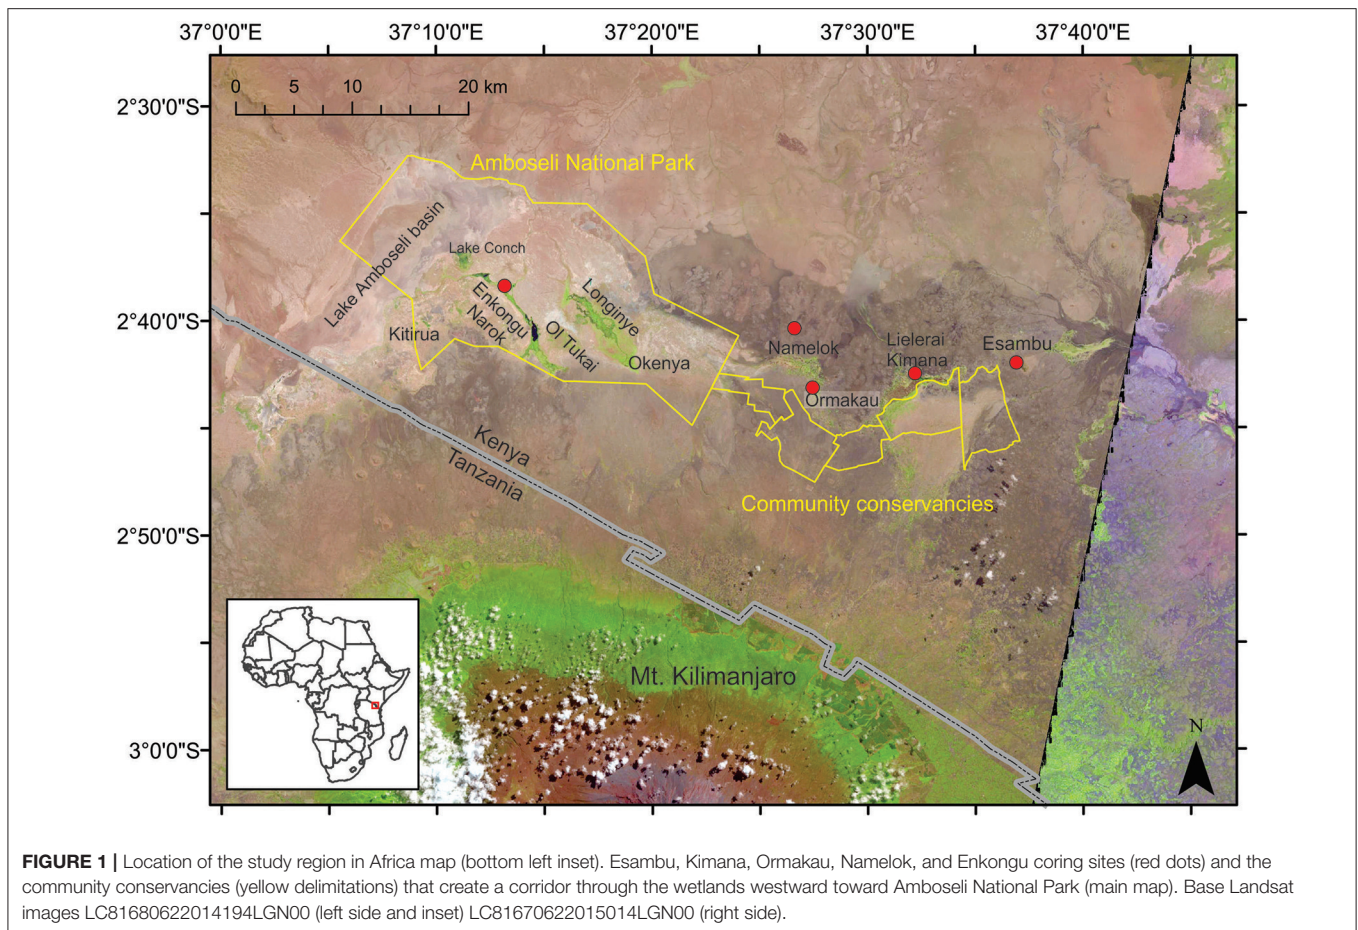 37°0'0"E 37°10'0"E 37°20'0"E 37°30'0"E 37°40'0"E
0 5 10 20 km
2°30'0"S
Amboseli National Park
Lake Amboseli basin
Lake Conch
Enkongu
Narok
Longinye
Ol Tukai
Kitirua
Okenya
2°40'0"S
Namelok
Lielerai
Kimana
Esambu
Ormakau
Kenya
Tanzania
Community conservancies
2°50'0"S
Mt. Kilimanjaro
N
3°0'0"S
FIGURE 1 | Location of the study region in Africa map (bottom left inset). Esambu, Kimana, Ormakau, Namelok, and Enkongu coring sites (red dots) and the
community conservancies (yellow delimitations) that create a corridor through the wetlands westward toward Amboseli National Park (main map). Base Landsat
images LC81680622014194LGN00 (left side and inset) LC81670622015014LGN00 (right side).